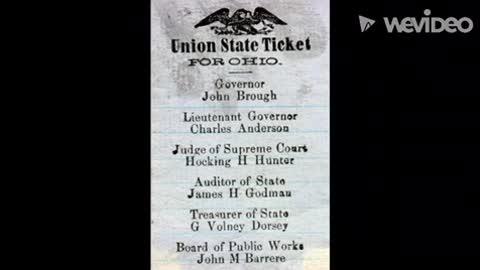 WEVIDEO
Union State Ticket
FOR OHIO.
Governor
John Brough
Lieutenant Governor
Charles Anderson
Judge of Supreme Court
Hocking H Hunter
Auditor of State
James H Godman
Treasurer of State
G Volney Dorsey
Board of Public Works
John M Barrere